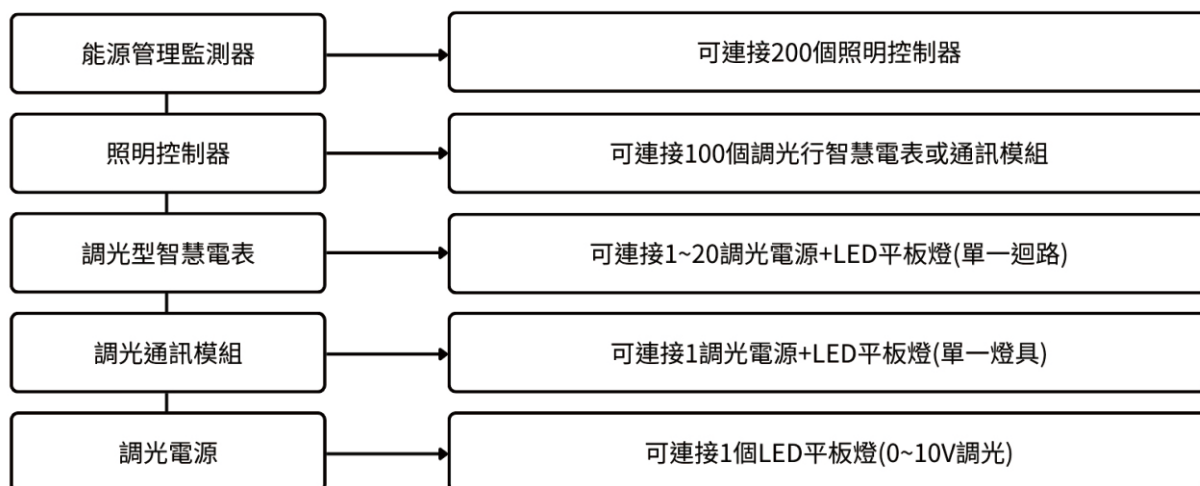 能源管理監測器
可連接200個照明控制器
照明控制器
可連接100個調光行智慧電表或通訊模組
調光型智慧電表
可連接1~20調光電源+LED平板燈(單一迴路)
調光通訊模組
可連接1調光電源+LED平板燈(單一燈具)
調光電源
可連接1個LED平板燈(0~10V調光)